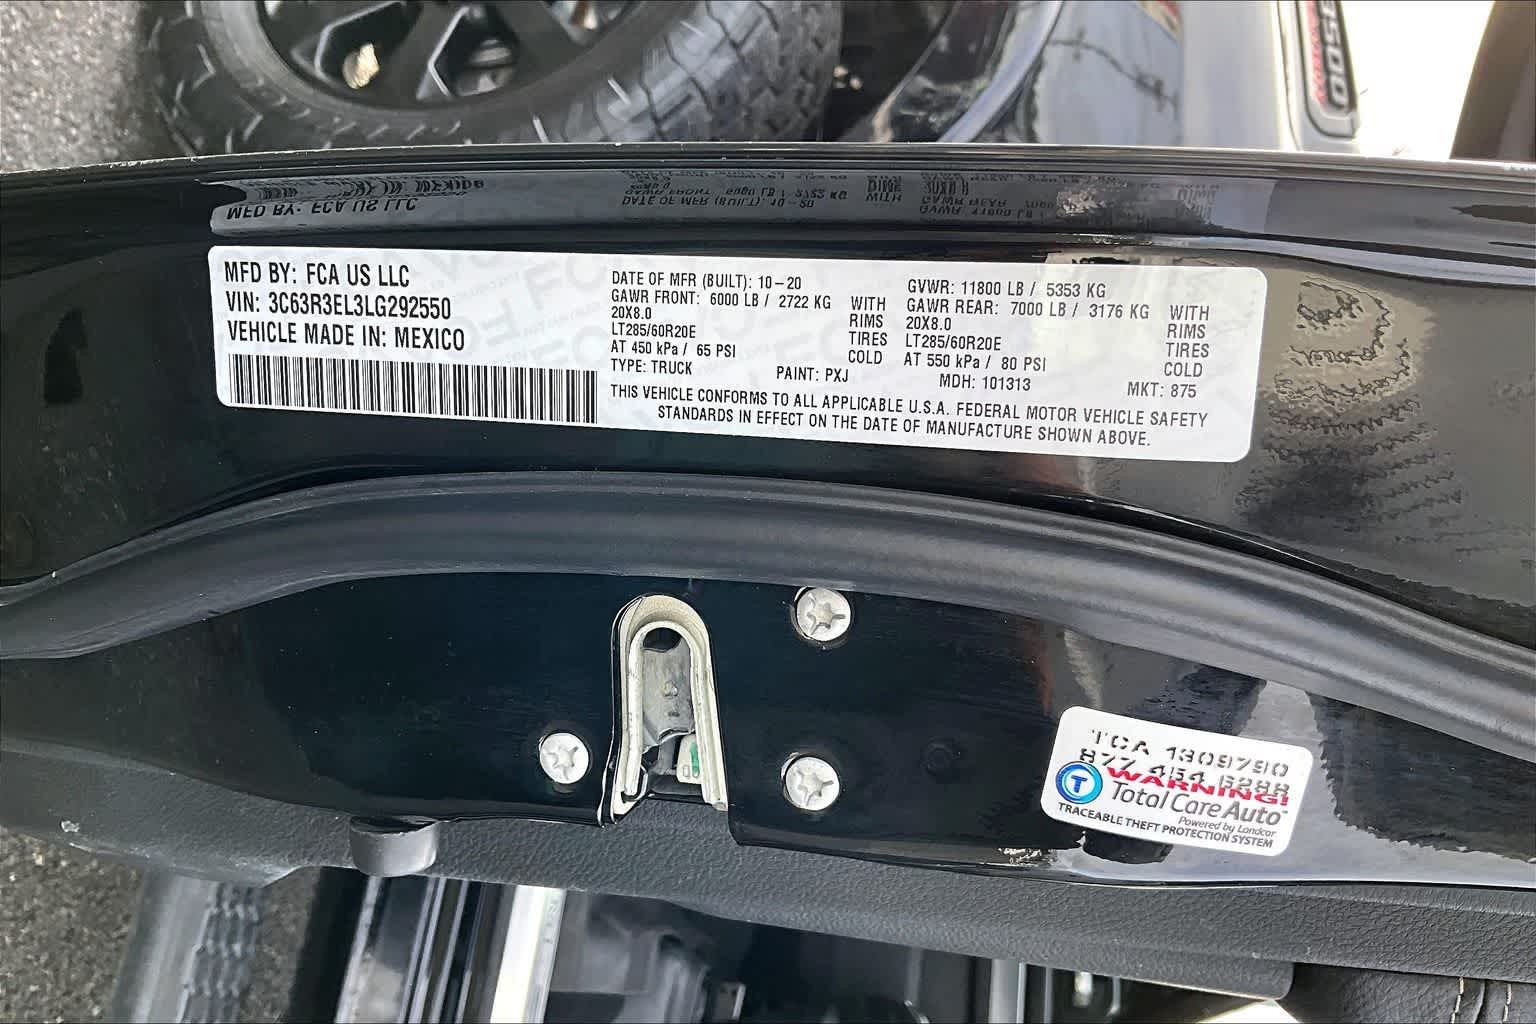 MFD BY: FCA US LLC
VIN: 3C63R3EL3LG292550
VEHICLE MADE IN: MEXICO
DATE OF MFR (BUILT): 10-20
GAWR FRONT: 6000 LB / 2722 KG WITH
20X8.0 RIMS
LT285/60R20E TIRES
AT 450 kPa / 65 PSI COLD
TYPE: TRUCK PAINT: PXJ
GVWR: 11800 LB / 5353 KG
GAWR REAR: 7000 LB / 3176 KG WITH
20X8.0 RIMS
LT285/60R20E TIRES
AT 550 kPa / 80 PSI COLD
MDH: 101313 MKT: 875
THIS VEHICLE CONFORMS TO ALL APPLICABLE U.S.A. FEDERAL MOTOR VEHICLE SAFETY
STANDARDS IN EFFECT ON THE DATE OF MANUFACTURE SHOWN ABOVE.
TCA 1309790
877 454 6288
WARNING!
T Total Care Auto
Powered by Landcar
TRACEABLE THEFT PROTECTION SYSTEM